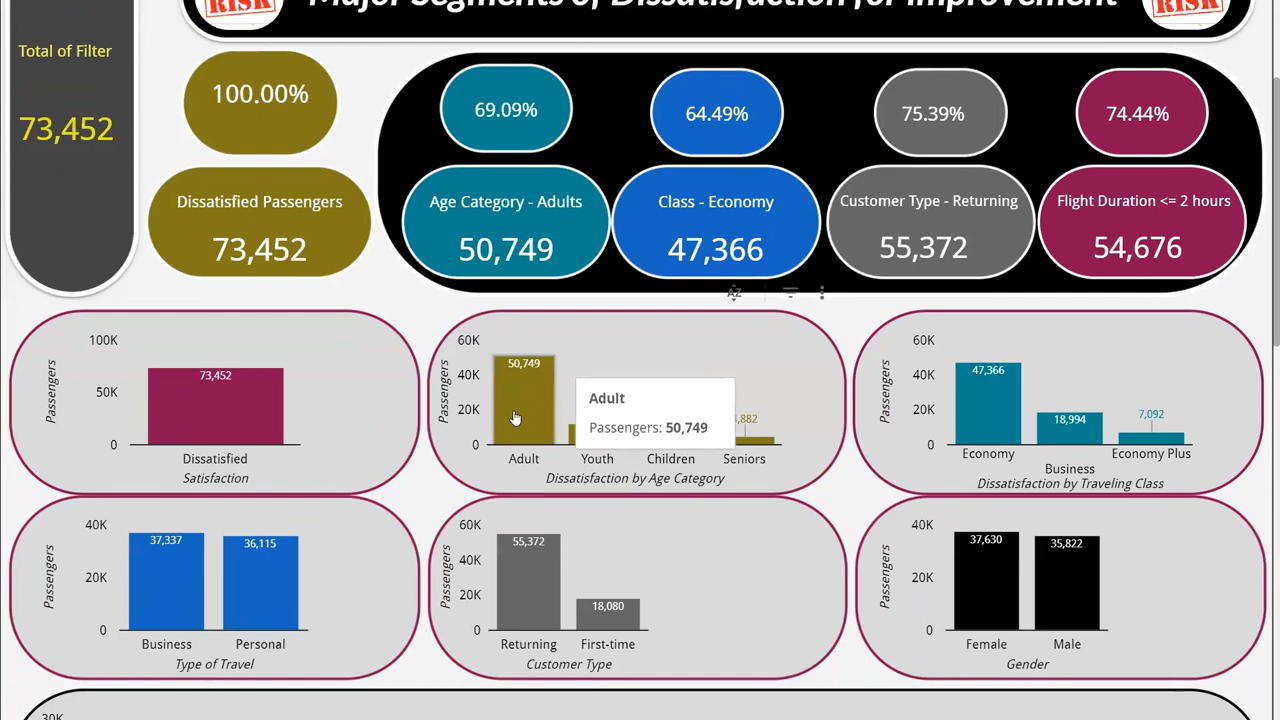 RISK
Major Segments of Dissatisfaction for Improvement
RISK
Total of Filter
73,452
100.00%
69.09%
64.49%
75.39%
74.44%
Dissatisfied Passengers
73,452
Age Category - Adults
50,749
Class - Economy
47,366
Customer Type - Returning
55,372
Flight Duration <= 2 hours
54,676
AZ
Passengers
100K
50K
0
73,452
Dissatisfied
Satisfaction
Passengers
60K
40K
20K
0
50,749
Adult
Passengers: 50,749
Adult
Youth
Children
Seniors
Dissatisfaction by Age Category
Passengers
60K
40K
20K
0
47,366
18,994
7,092
Economy
Business
Economy Plus
Dissatisfaction by Traveling Class
Passengers
40K
20K
0
37,337
36,115
Business
Personal
Type of Travel
Passengers
60K
40K
20K
0
55,372
18,080
Returning
First-time
Customer Type
Passengers
40K
20K
0
37,630
35,822
Female
Male
Gender
30K